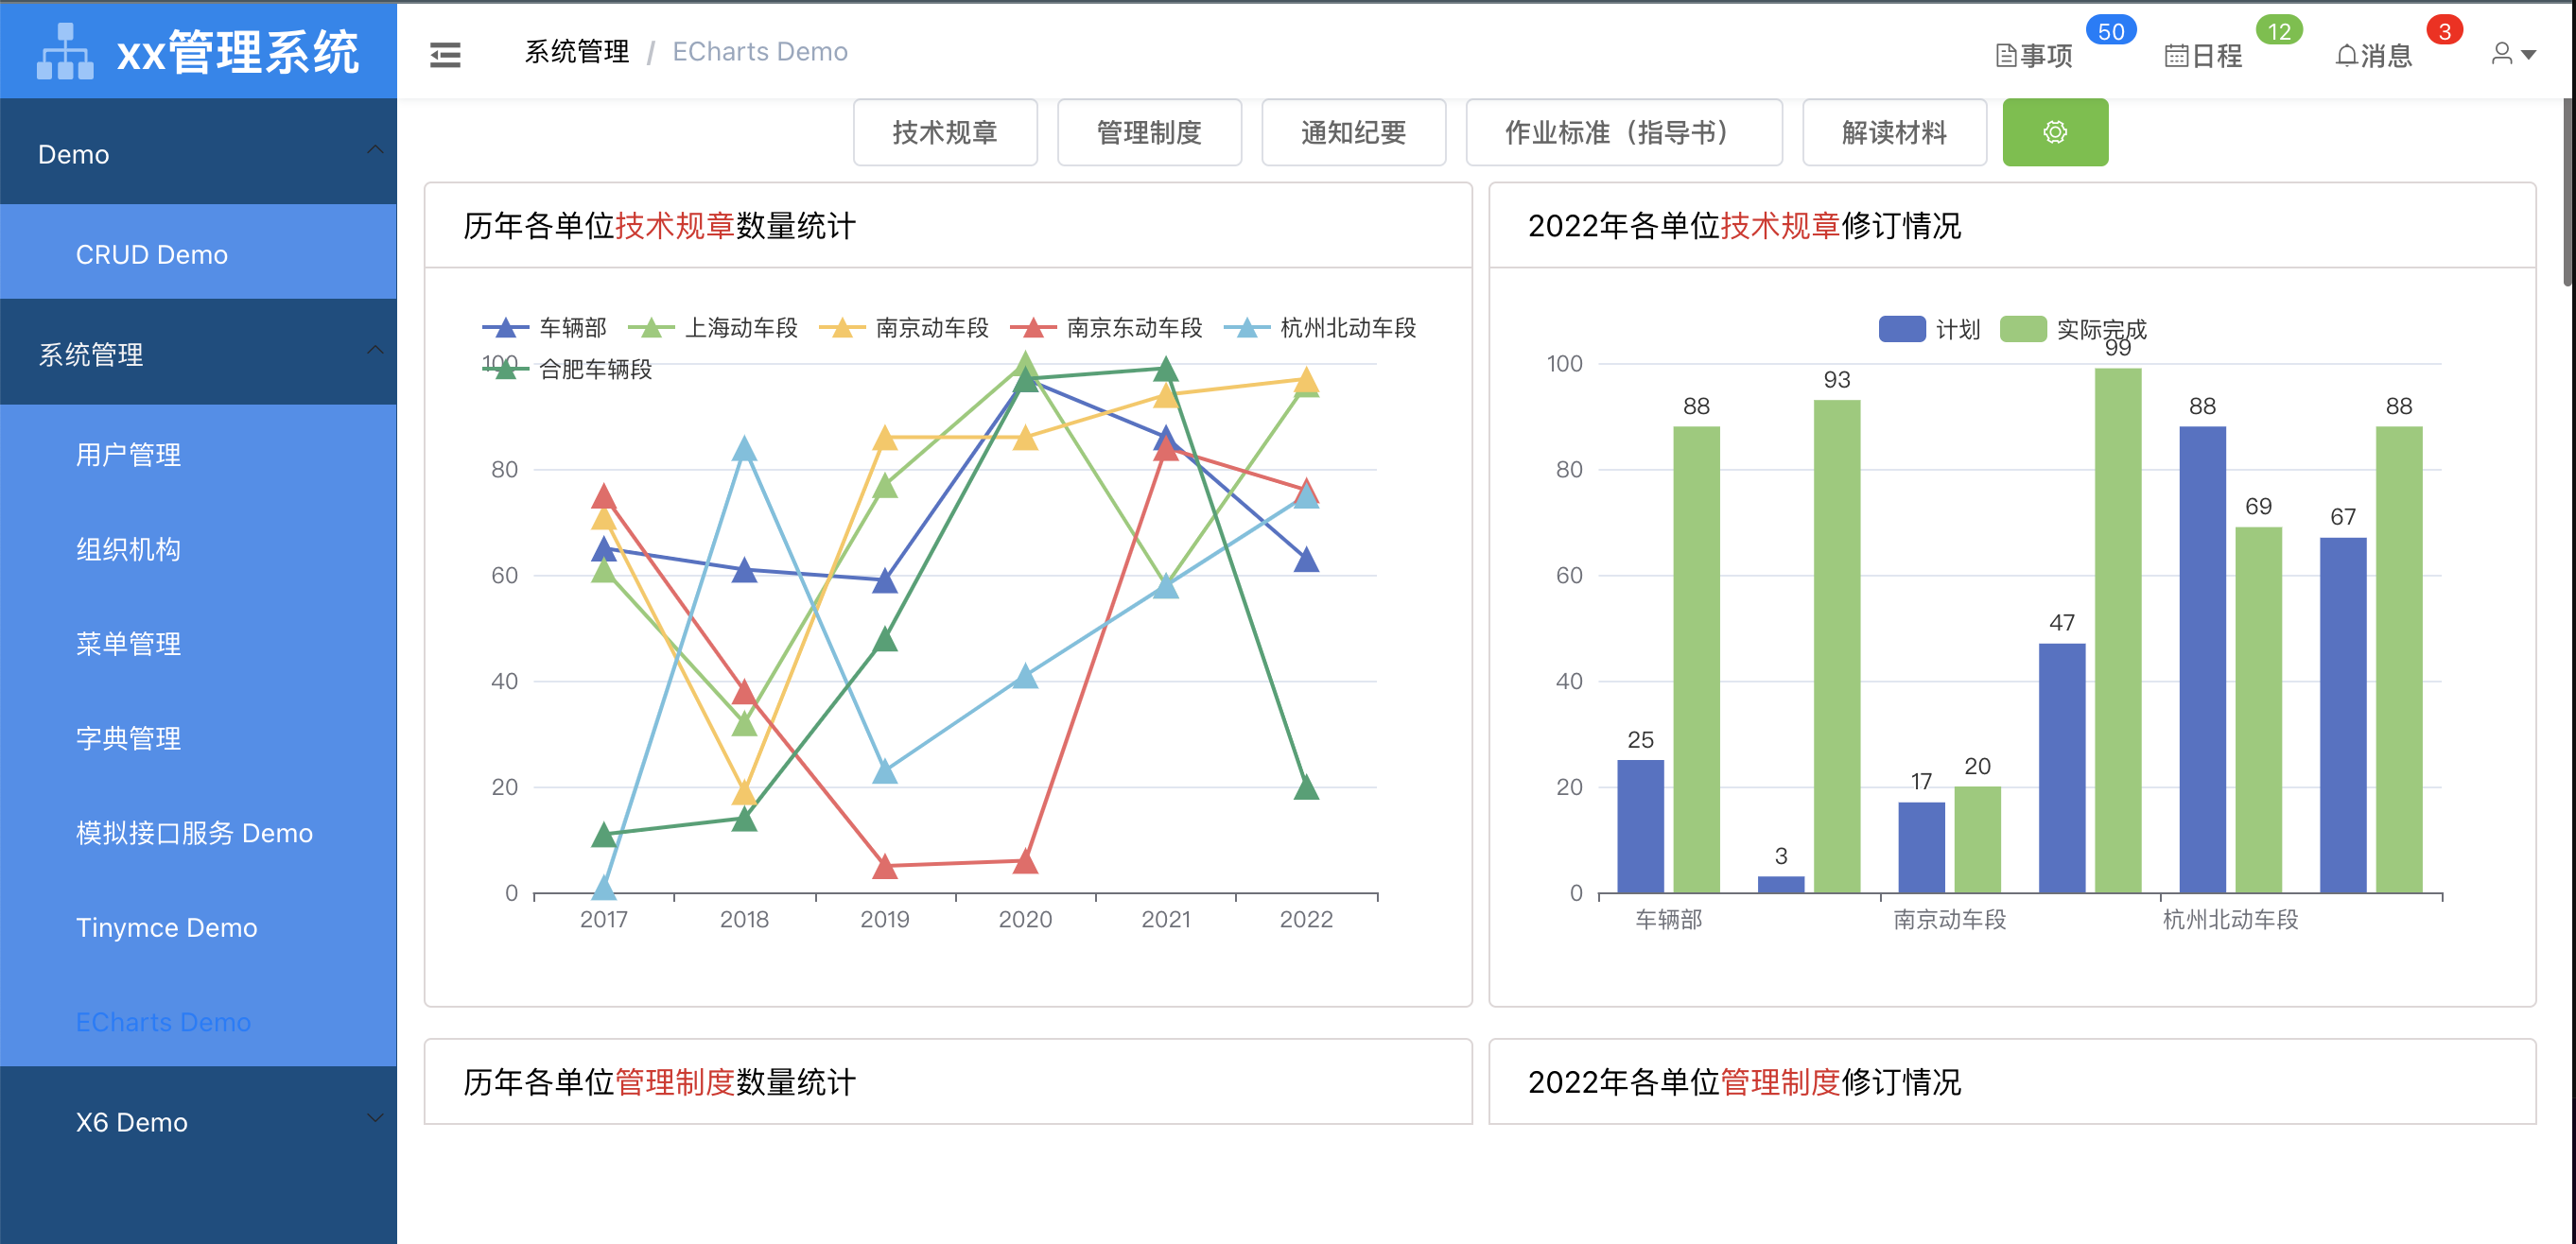 xx管理系统
系统管理 / ECharts Demo
事项 50
日程 12
消息 3
Demo
CRUD Demo
系统管理
用户管理
组织机构
菜单管理
字典管理
模拟接口服务 Demo
Tinymce Demo
ECharts Demo
X6 Demo
技术规章 管理制度 通知纪要 作业标准（指导书） 解读材料
历年各单位技术规章数量统计
车辆部 上海动车段 南京动车段 南京东动车段 杭州北动车段
合肥车辆段
100
80
60
40
20
0
2017 2018 2019 2020 2021 2022
2022年各单位技术规章修订情况
计划 实际完成
100
80
60
40
20
0
25 88 3 93 17 20 47 99 88 69 67 88
车辆部 南京动车段 杭州北动车段
历年各单位管理制度数量统计
2022年各单位管理制度修订情况